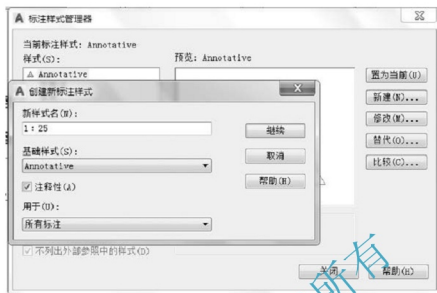 标注样式管理器
当前标注样式: Annotative
样式(S):
预览: Annotative
Annotative
置为当前(U)
新建(N)...
修改(M)...
替代(O)...
比较(C)...
创建新标注样式
新样式名(N):
1:25
继续
基础样式(S):
取消
Annotative
帮助(H)
注释性(A)
用于(U):
所有标注
不列出外部参照中的样式(D)
关闭
帮助(H)
所有